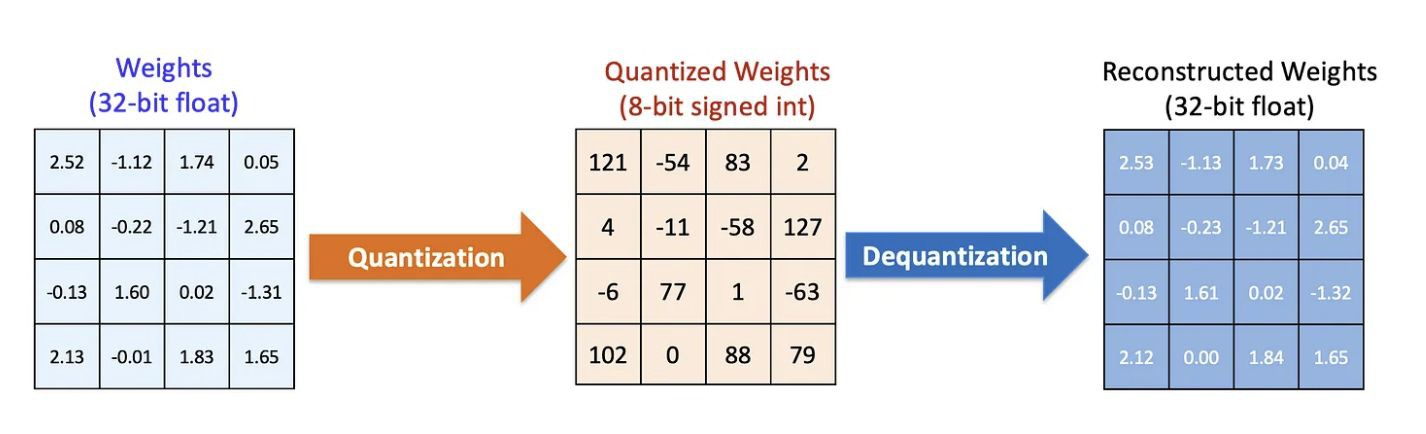 Weights
(32-bit float)
2.52 -1.12 1.74 0.05
0.08 -0.22 -1.21 2.65
-0.13 1.60 0.02 -1.31
2.13 -0.01 1.83 1.65
Quantization
Quantized Weights
(8-bit signed int)
121 -54 83 2
4 -11 -58 127
-6 77 1 -63
102 0 88 79
Dequantization
Reconstructed Weights
(32-bit float)
2.53 -1.13 1.73 0.04
0.08 -0.23 -1.21 2.65
-0.13 1.61 0.02 -1.32
2.12 0.00 1.84 1.65